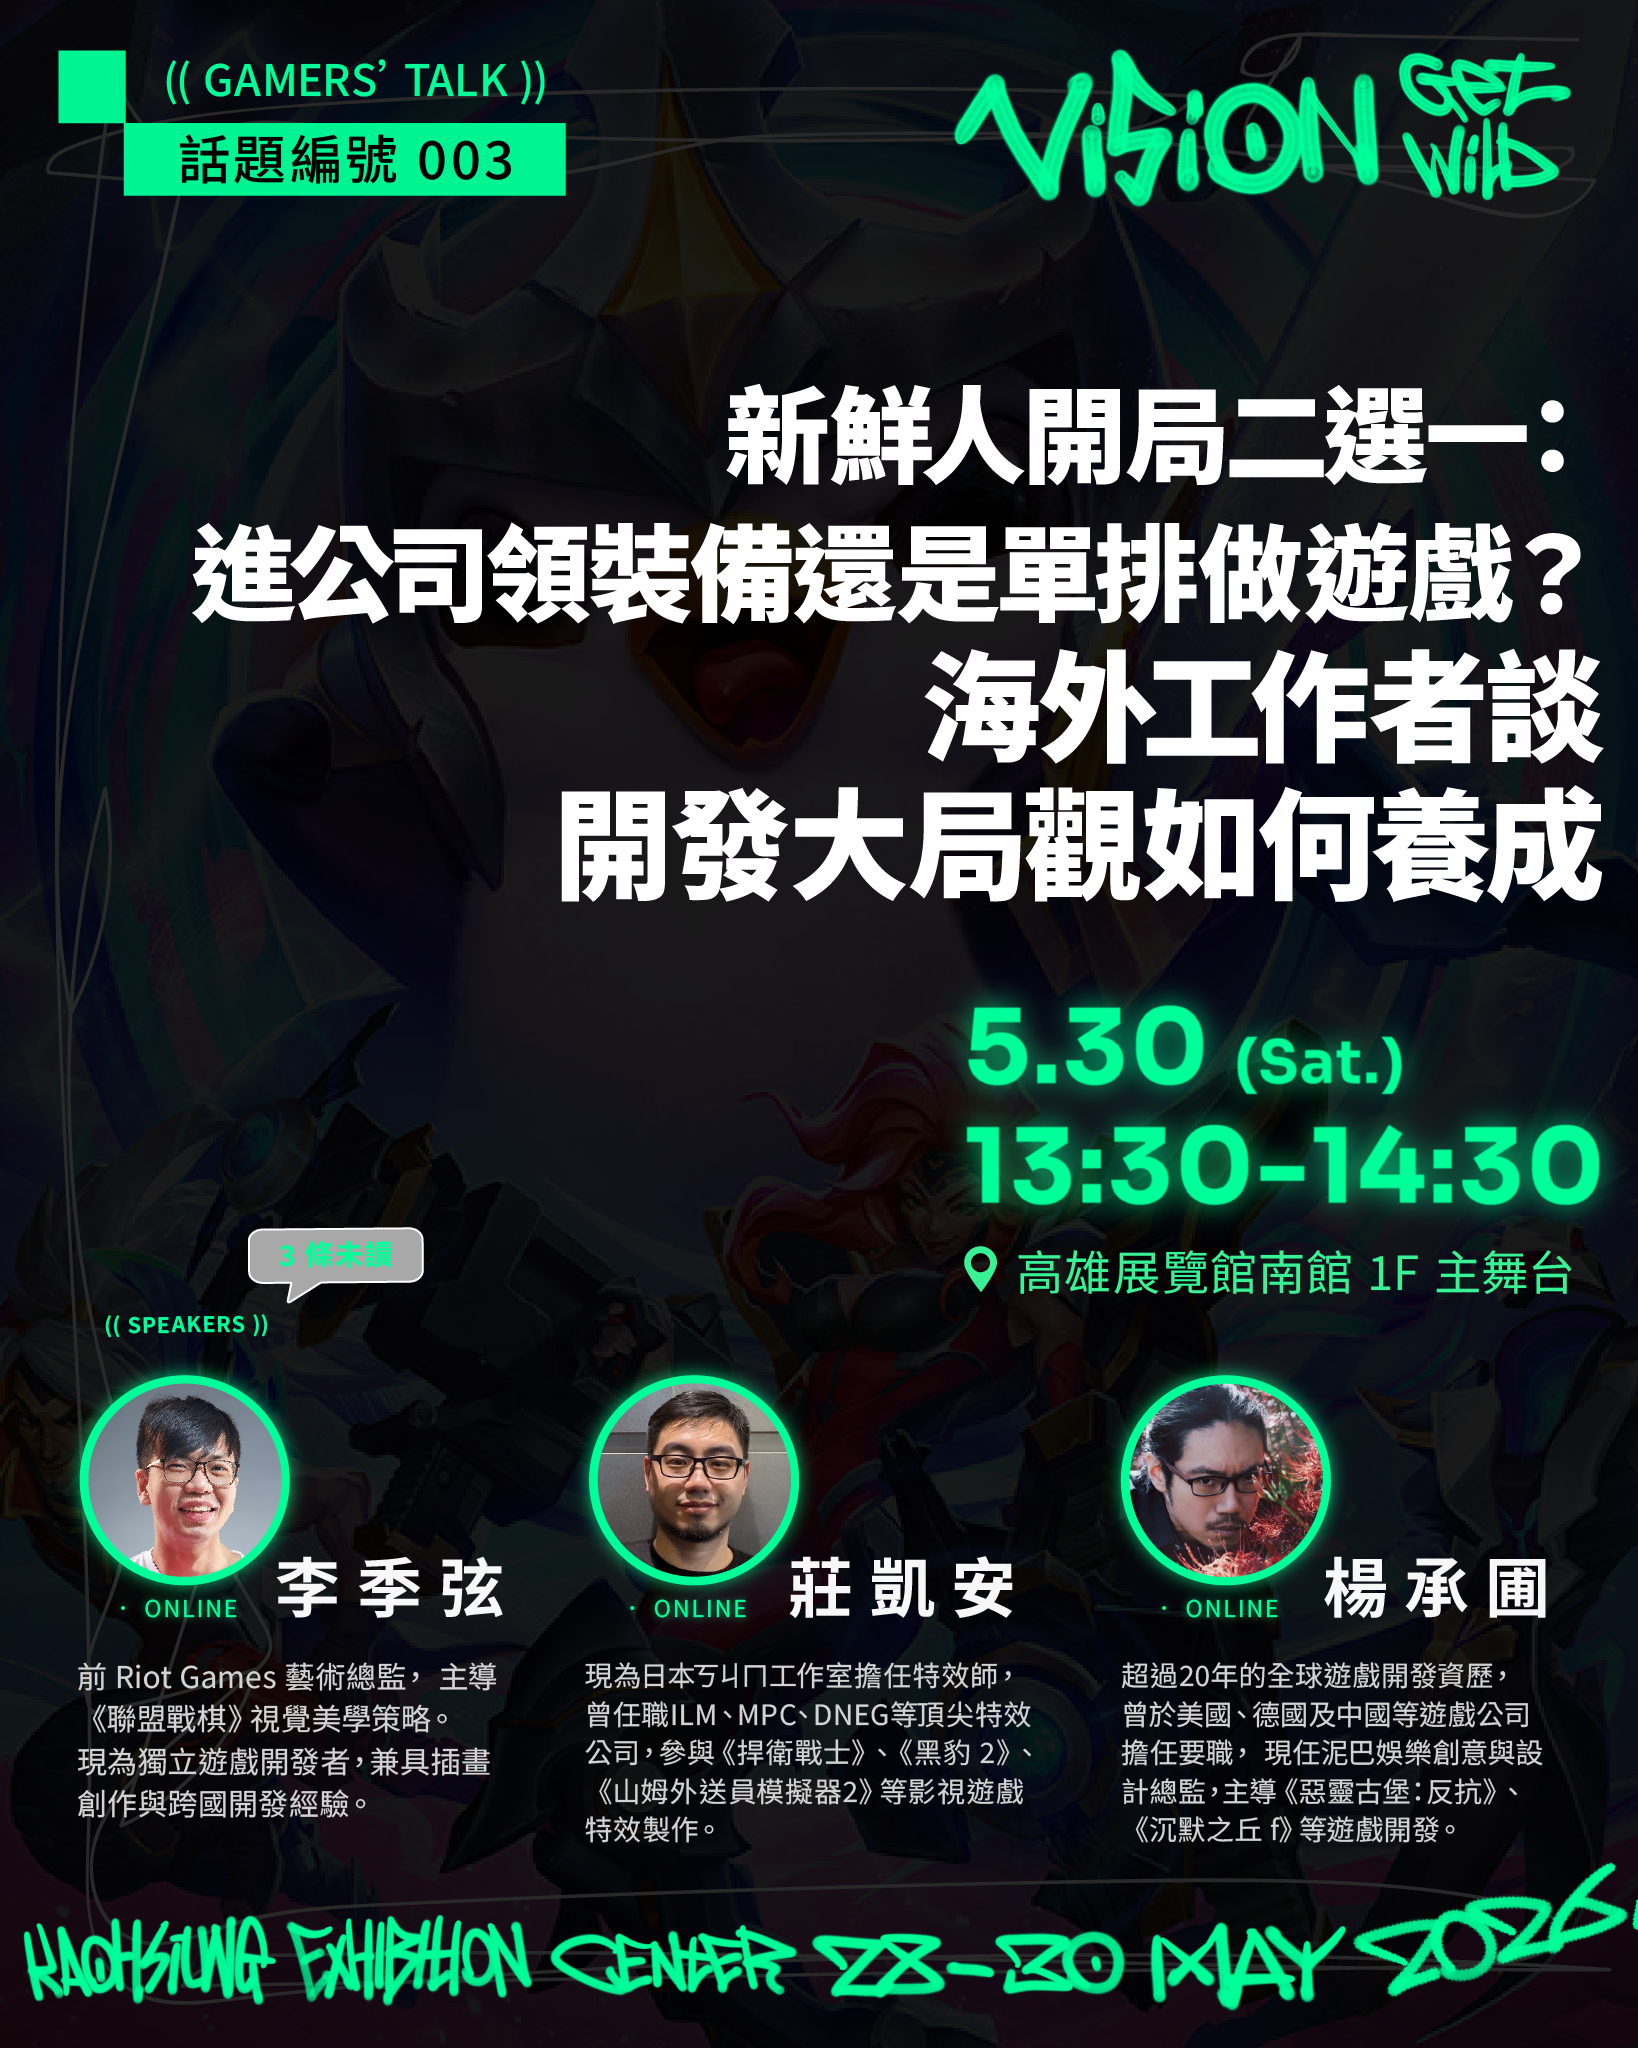 (( GAMERS’ TALK ))
話題編號 003
VISION GET WILD
新鮮人開局二選一：
進公司領裝備還是單排做遊戲？
海外工作者談
開發大局觀如何養成
5.30 (Sat.)
13:30-14:30
高雄展覽館南館 1F 主舞台
3 條未讀
(( SPEAKERS ))
· ONLINE
李季弦
前 Riot Games 藝術總監，主導
《聯盟戰棋》視覺美學策略。
現為獨立遊戲開發者，兼具插畫
創作與跨國開發經驗。
· ONLINE
莊凱安
現為日本ㄎㄐㄇ工作室擔任特效師，
曾任職ILM、MPC、DNEG等頂尖特效
公司，參與《捍衛戰士》、《黑豹 2》、
《山姆外送員模擬器2》等影視遊戲
特效製作。
· ONLINE
楊承圃
超過20年的全球遊戲開發資歷，
曾於美國、德國及中國等遊戲公司
擔任要職， 現任泥巴娛樂創意與設
計總監，主導《惡靈古堡：反抗》、
《沉默之丘 f》等遊戲開發。
KAOHSIUNG EXHIBITION CENTER 28-30 MAY 2026